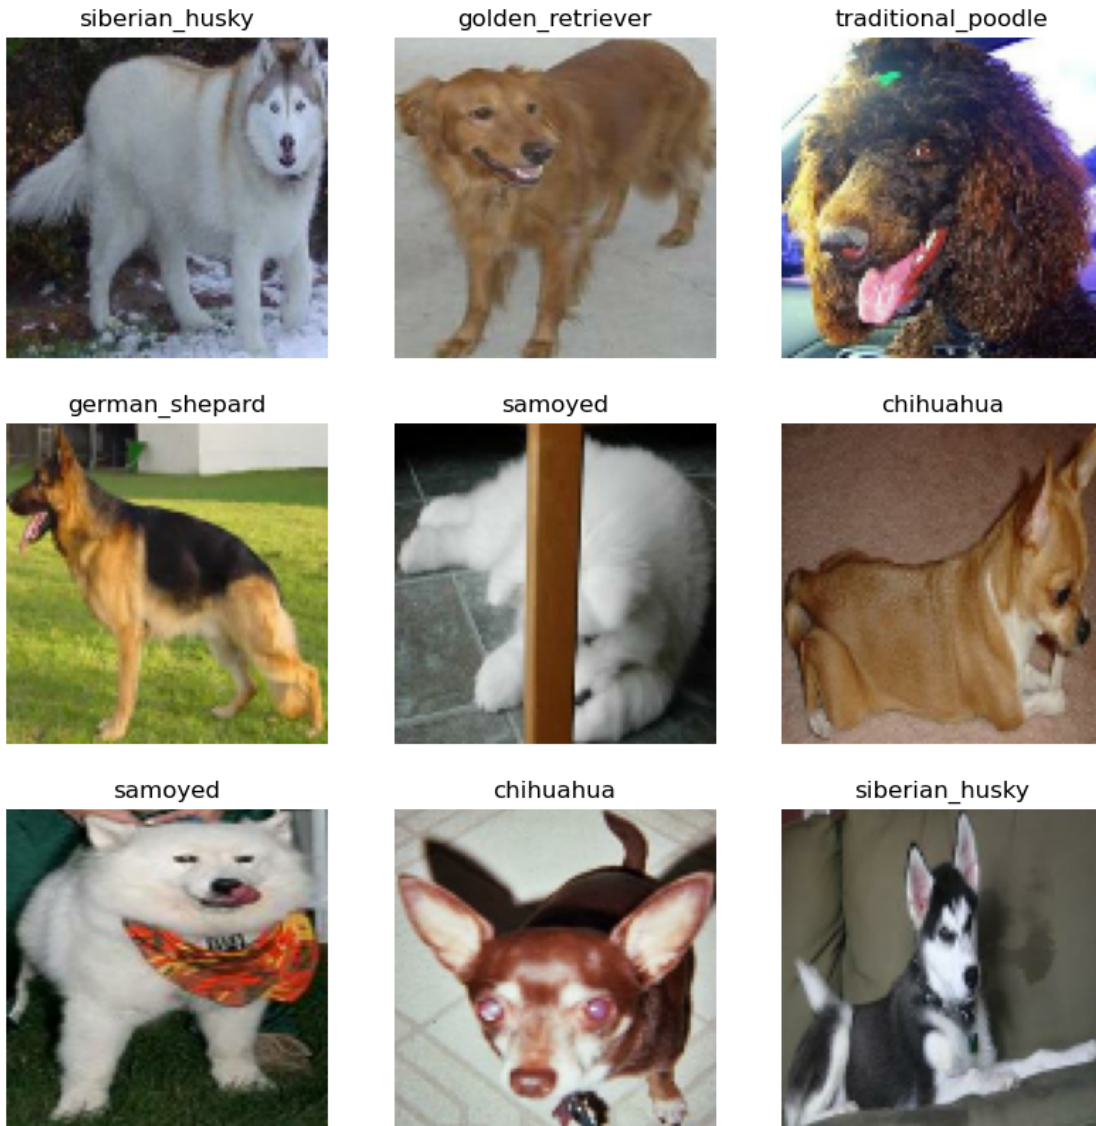 siberian_husky
golden_retriever
traditional_poodle
german_shepard
samoyed
chihuahua
samoyed
chihuahua
siberian_husky